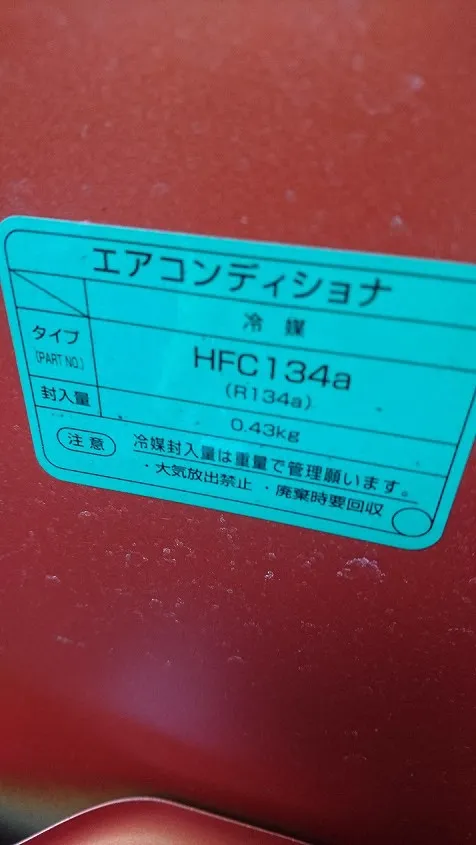 エアコンディショナ
冷媒
タイプ
(PART NO.)
HFC134a
(R134a)
封入量
0.43kg
注意
冷媒封入量は重量で管理願います。
・大気放出禁止 ・廃棄時要回収